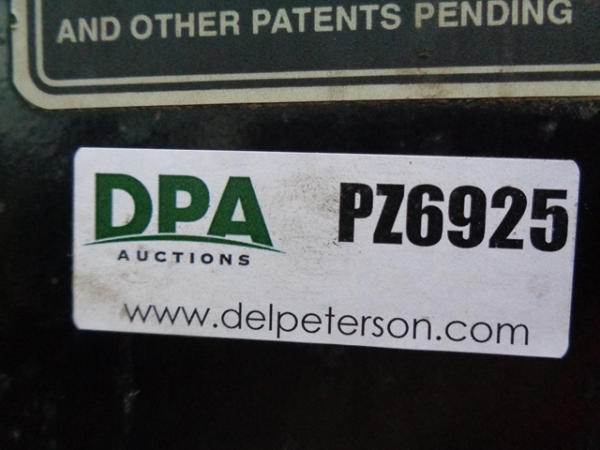 AND OTHER PATENTS PENDING
DPA
AUCTIONS
PZ6925
www.delpeterson.com